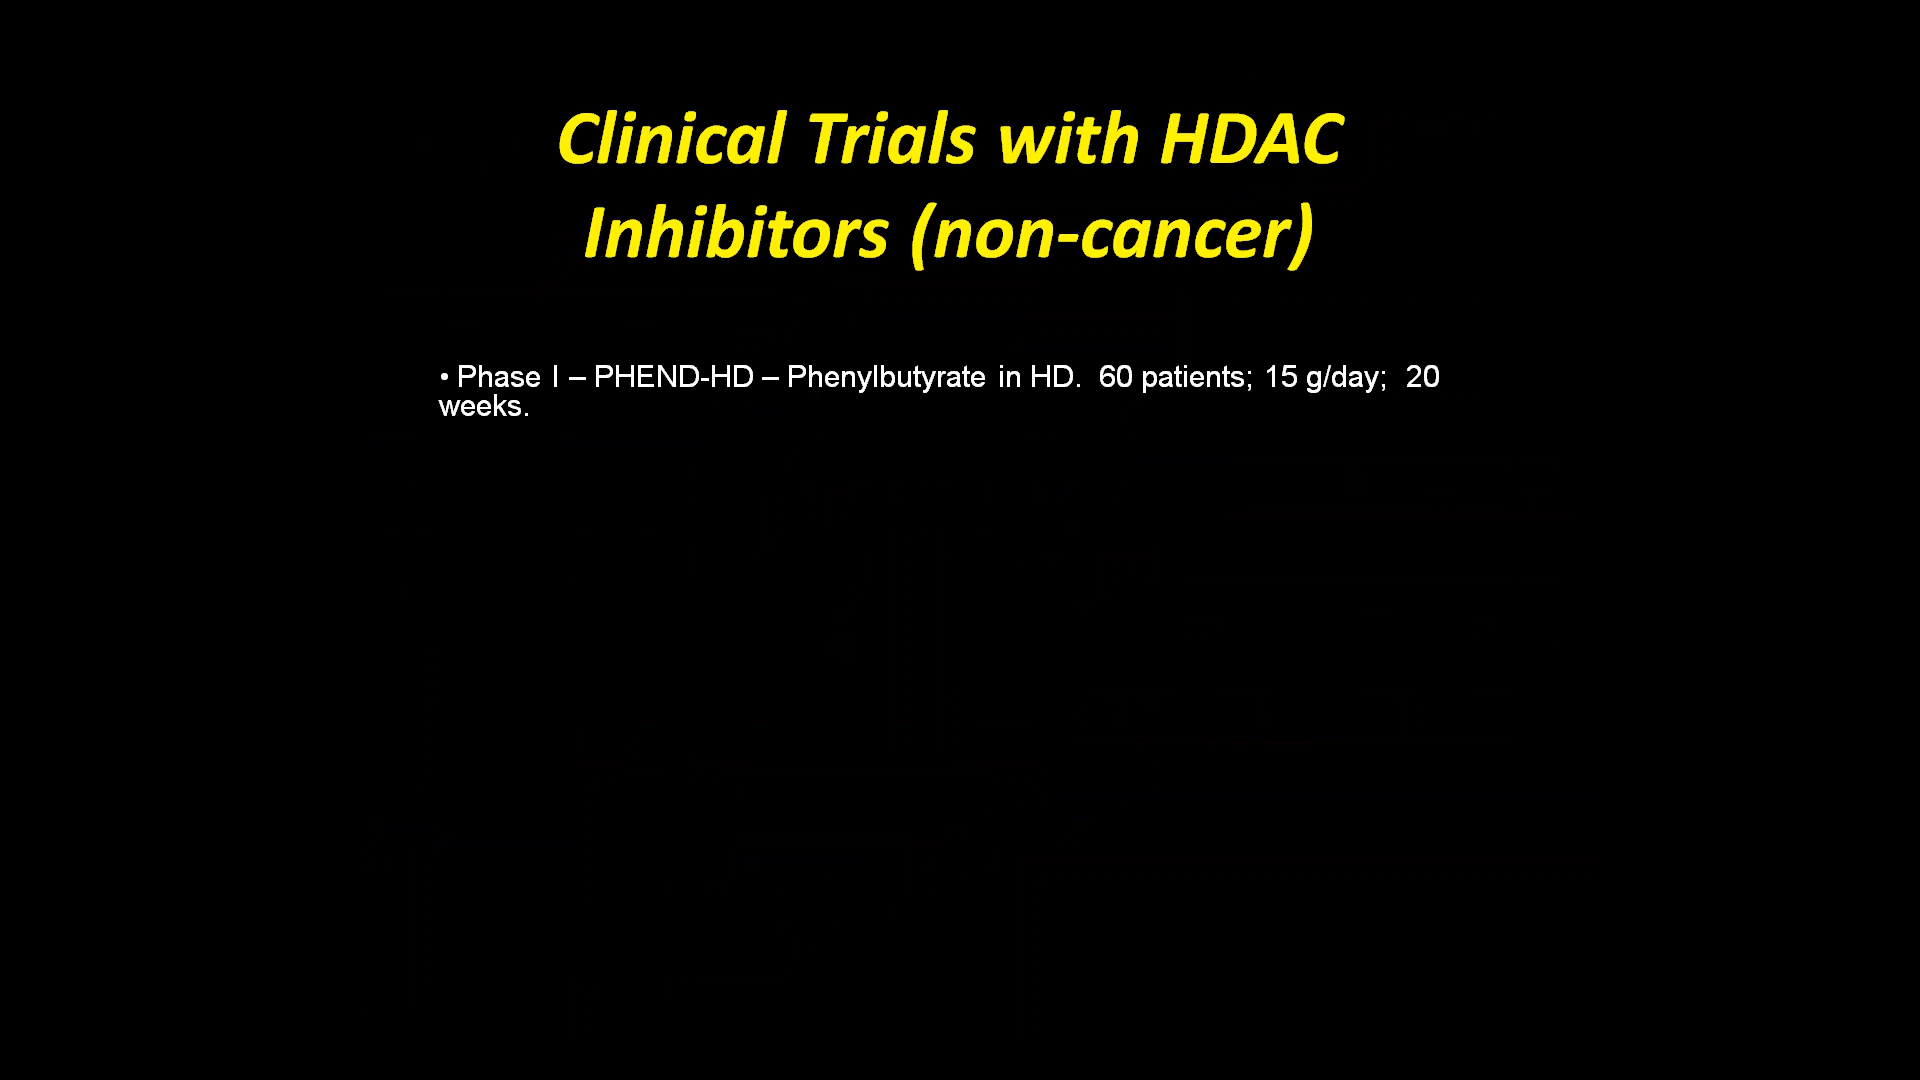 Clinical Trials with HDAC
Inhibitors (non-cancer)
• Phase I – PHEND-HD – Phenylbutyrate in HD.  60 patients; 15 g/day;  20
weeks.